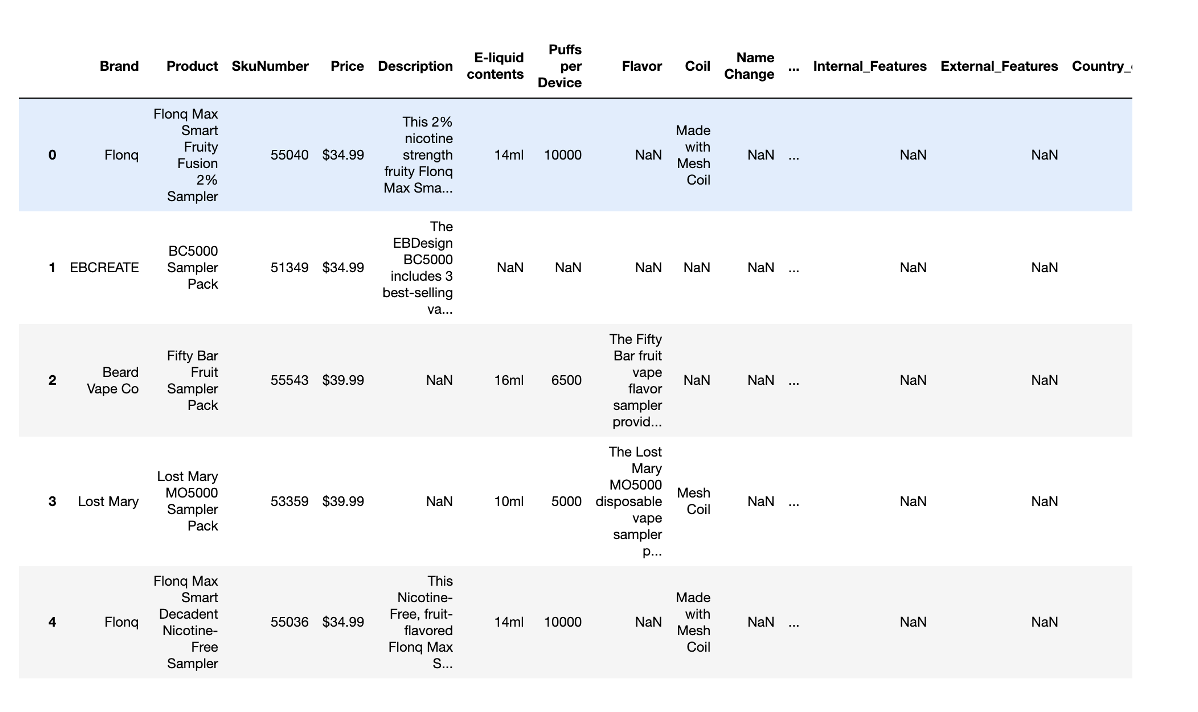 Brand Product SkuNumber Price Description E-liquid contents Puffs per Device Flavor Coil Name Change ... Internal_Features External_Features Country_
0 Flonq Flonq Max Smart Fruity Fusion 2% Sampler 55040 $34.99 This 2% nicotine strength fruity Flonq Max Sma... 14ml 10000 NaN Made with Mesh Coil NaN ... NaN NaN
1 EBCREATE BC5000 Sampler Pack 51349 $34.99 The EBDesign BC5000 includes 3 best-selling va... NaN NaN NaN NaN NaN ... NaN NaN
2 Beard Vape Co Fifty Bar Fruit Sampler Pack 55543 $39.99 NaN 16ml 6500 The Fifty Bar fruit vape flavor sampler provid... NaN NaN ... NaN NaN
3 Lost Mary Lost Mary MO5000 Sampler Pack 53359 $39.99 NaN 10ml 5000 The Lost Mary MO5000 disposable vape sampler p... Mesh Coil NaN ... NaN NaN
4 Flonq Flonq Max Smart Decadent Nicotine-Free Sampler 55036 $34.99 This Nicotine-Free, fruit-flavored Flonq Max S... 14ml 10000 NaN Made with Mesh Coil NaN ... NaN NaN